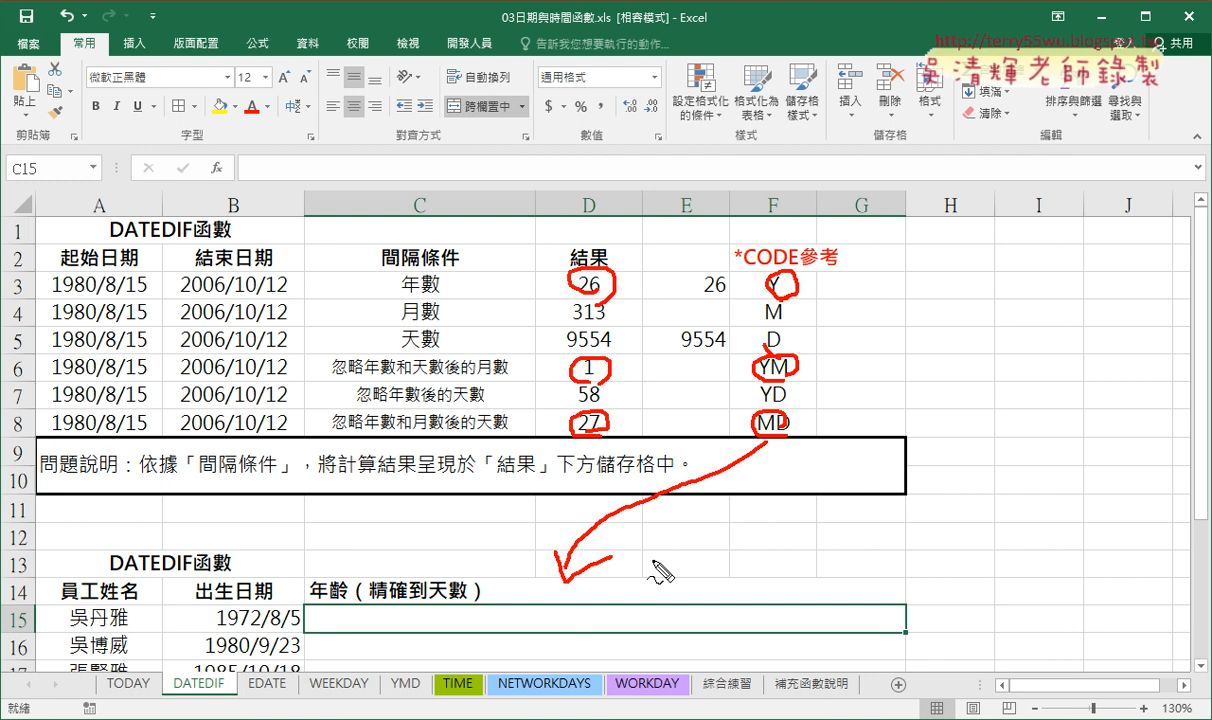 03日期與時間函數.xls [相容模式] - Excel
檔案 常用 插入 版面配置 公式 資料 校閱 檢視 開發人員 告訴我您想要執行的動作... 登入 共用
http://terry55wu.blogspot.tw
吳清輝老師錄製
微軟正黑體 12 自動換列 通用格式
貼上 B I U A 中 跨欄置中 $ % , 設定格式化的條件 格式化為表格 儲存格樣式 插入 刪除 格式 填滿 清除 排序與篩選 尋找與選取
剪貼簿 字型 對齊方式 數值 樣式 儲存格 編輯
C15 fx
A B C D E F G H I J
1 DATEDIF函數
2 起始日期 結束日期 間隔條件 結果 *CODE參考
3 1980/8/15 2006/10/12 年數 26 26 Y
4 1980/8/15 2006/10/12 月數 313 M
5 1980/8/15 2006/10/12 天數 9554 9554 D
6 1980/8/15 2006/10/12 忽略年數和天數後的月數 1 YM
7 1980/8/15 2006/10/12 忽略年數後的天數 58 YD
8 1980/8/15 2006/10/12 忽略年數和月數後的天數 27 MD
9
問題說明：依據「間隔條件」，將計算結果呈現於「結果」下方儲存格中。
10
11
12
13 DATEDIF函數
14 員工姓名 出生日期 年齡（精確到天數）
15 吳丹雅 1972/8/5
16 吳博威 1980/9/23
17 張賢雅 1985/10/18
TODAY DATEDIF EDATE WEEKDAY YMD TIME NETWORKDAYS WORKDAY 綜合練習 補充函數說明
就緒 130%